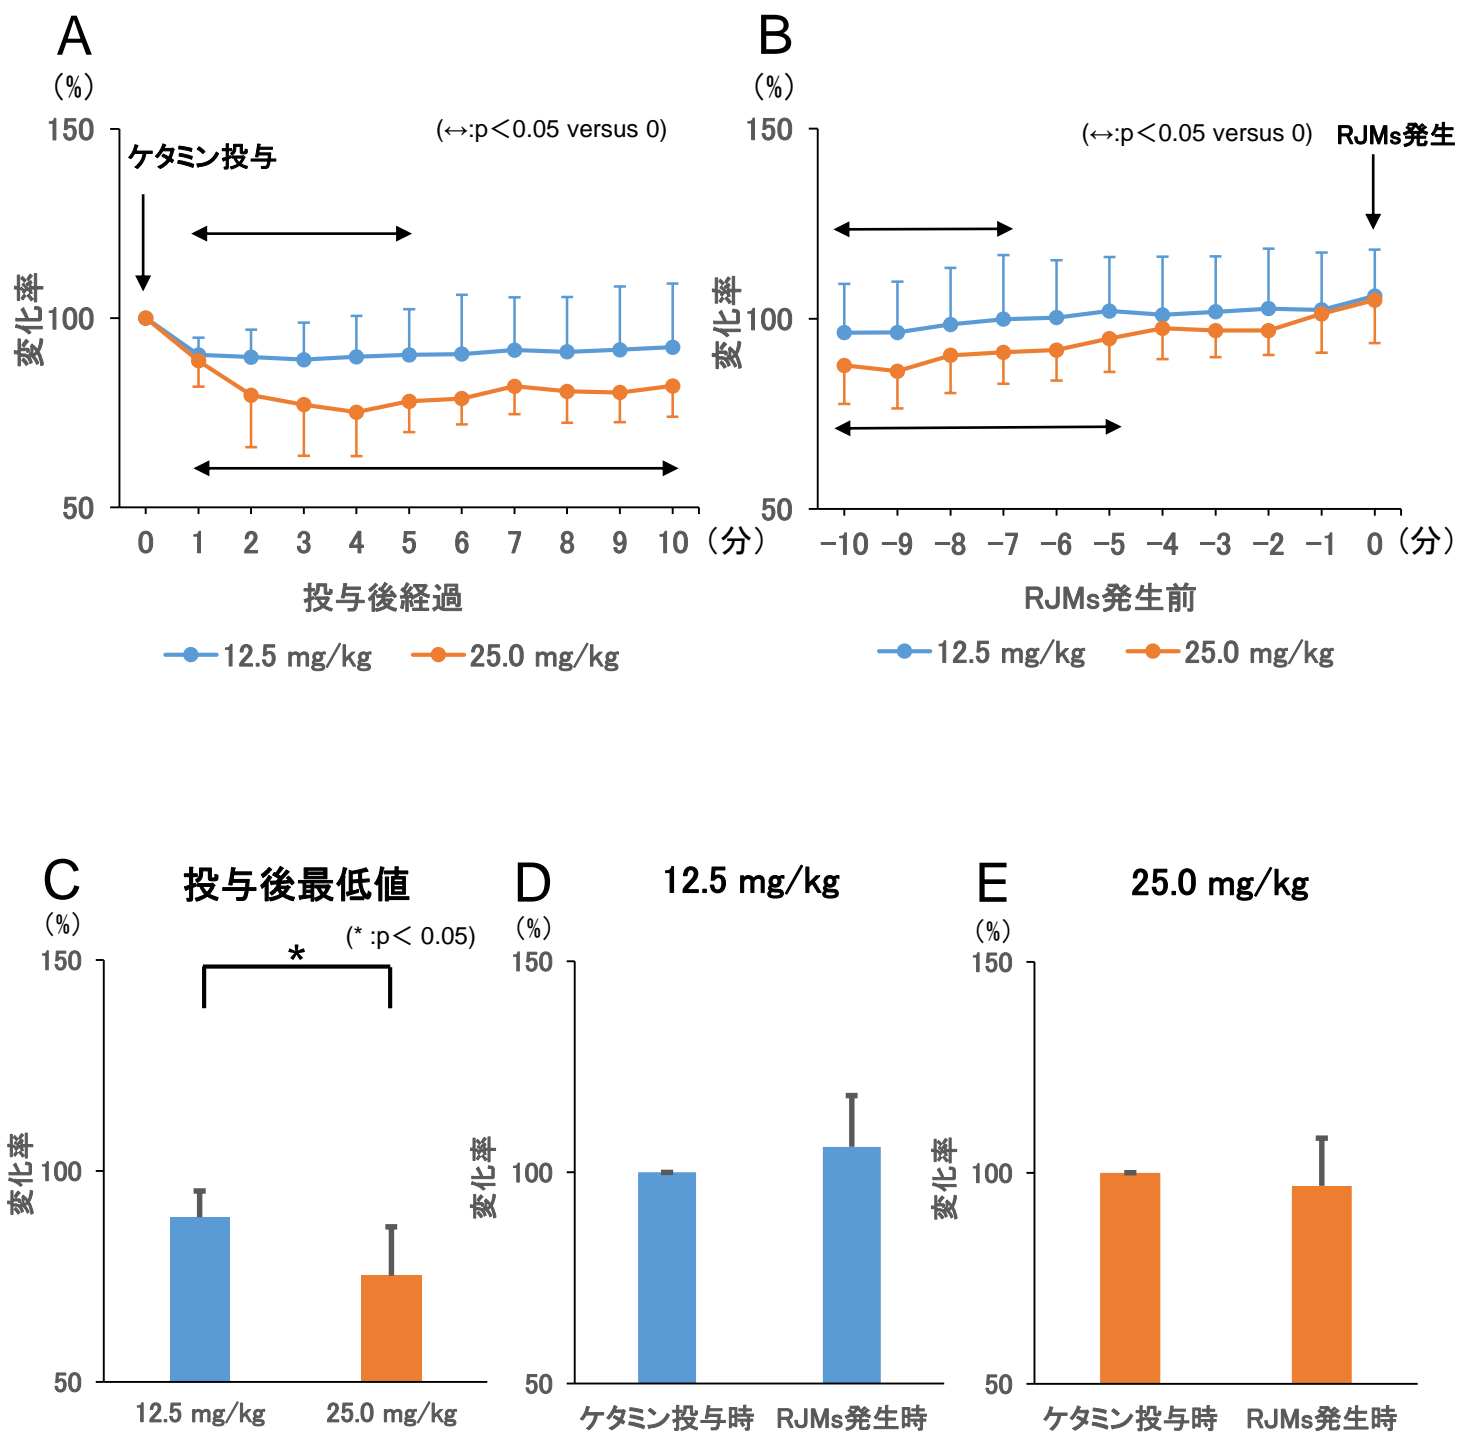 A
(%)
150
100
50
変化率
(↔:p＜0.05 versus 0)
ケタミン投与
0 1 2 3 4 5 6 7 8 9 10 (分)
投与後経過
12.5 mg/kg 25.0 mg/kg
B
(%)
150
100
50
変化率
(↔:p＜0.05 versus 0)
RJMs発生
-10 -9 -8 -7 -6 -5 -4 -3 -2 -1 0 (分)
RJMs発生前
12.5 mg/kg 25.0 mg/kg
C
投与後最低値
(%)
(* :p＜ 0.05)
*
150
100
50
変化率
12.5 mg/kg 25.0 mg/kg
D
12.5 mg/kg
(%)
150
100
50
変化率
ケタミン投与時 RJMs発生時
E
25.0 mg/kg
(%)
150
100
50
変化率
ケタミン投与時 RJMs発生時